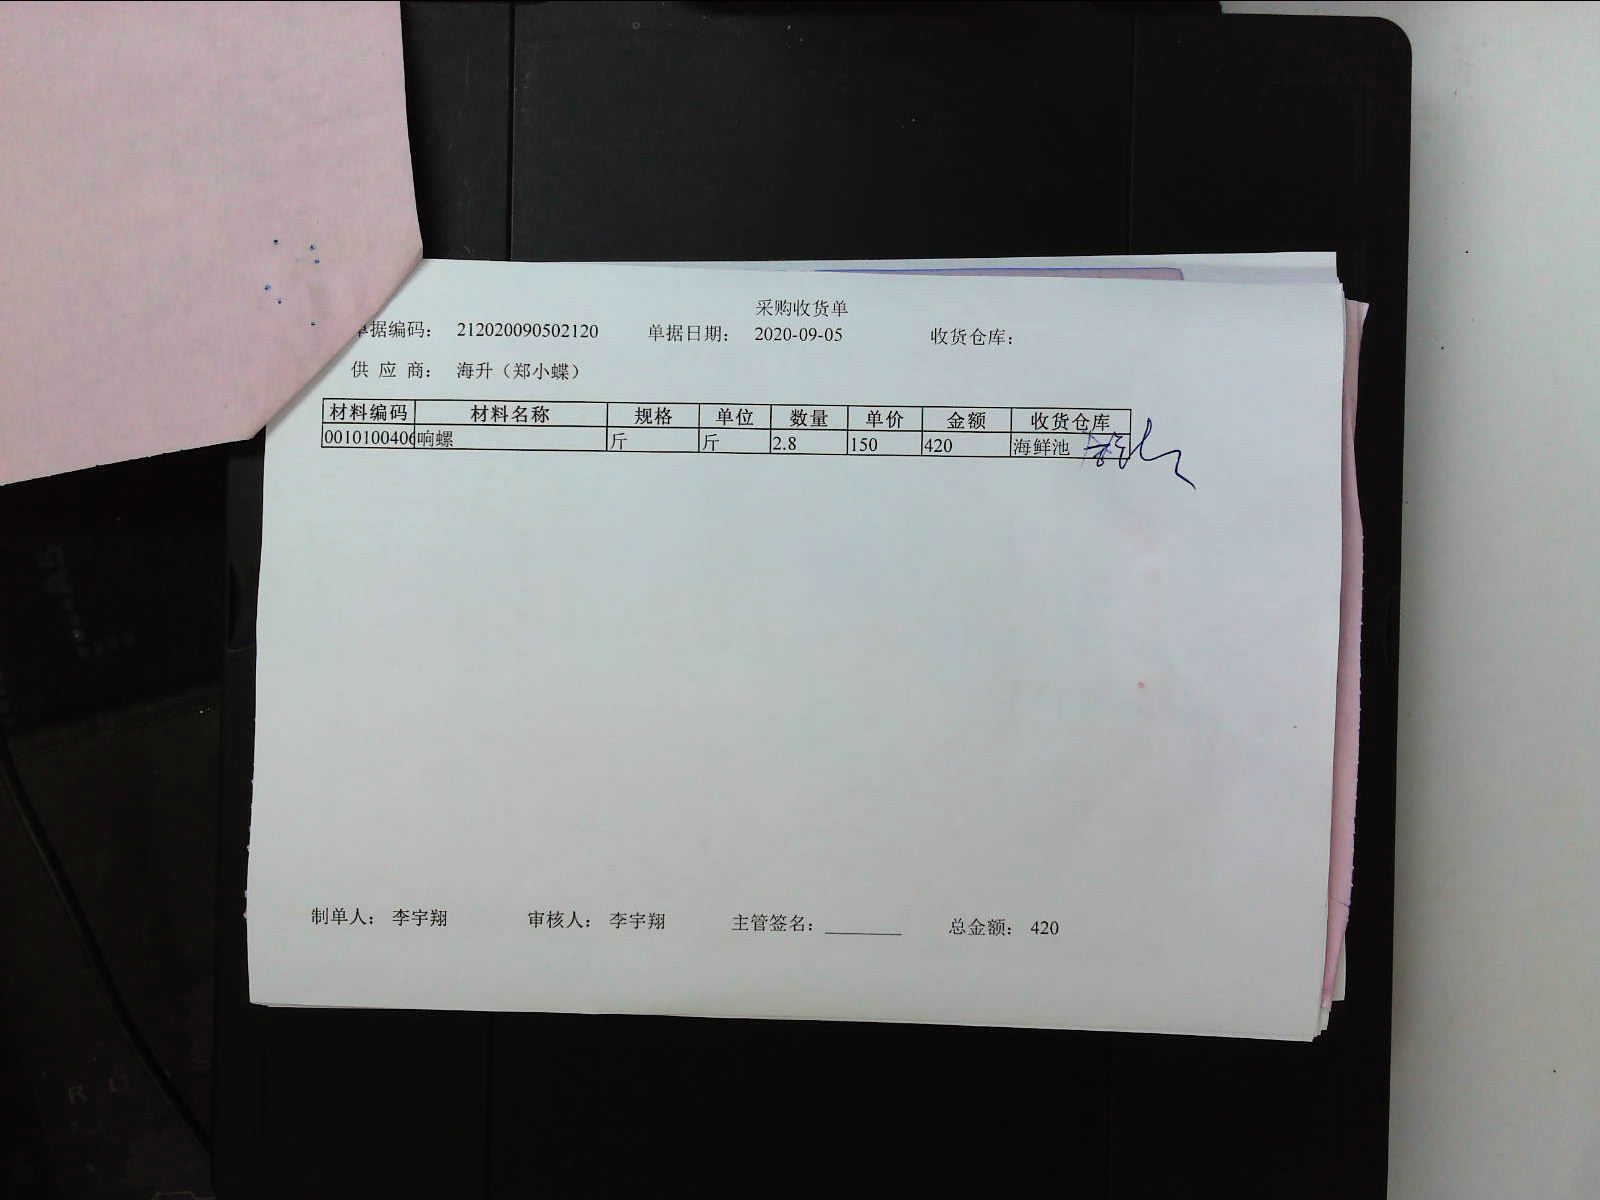 采购收货单
单据编码： 212020090502120 单据日期： 2020-09-05 收货仓库：
供 应 商： 海升（郑小蝶）
材料编码 材料名称 规格 单位 数量 单价 金额 收货仓库
0010100406 响螺 斤 斤 2.8 150 420 海鲜池
制单人： 李宇翔 审核人： 李宇翔 主管签名：________ 总金额： 420